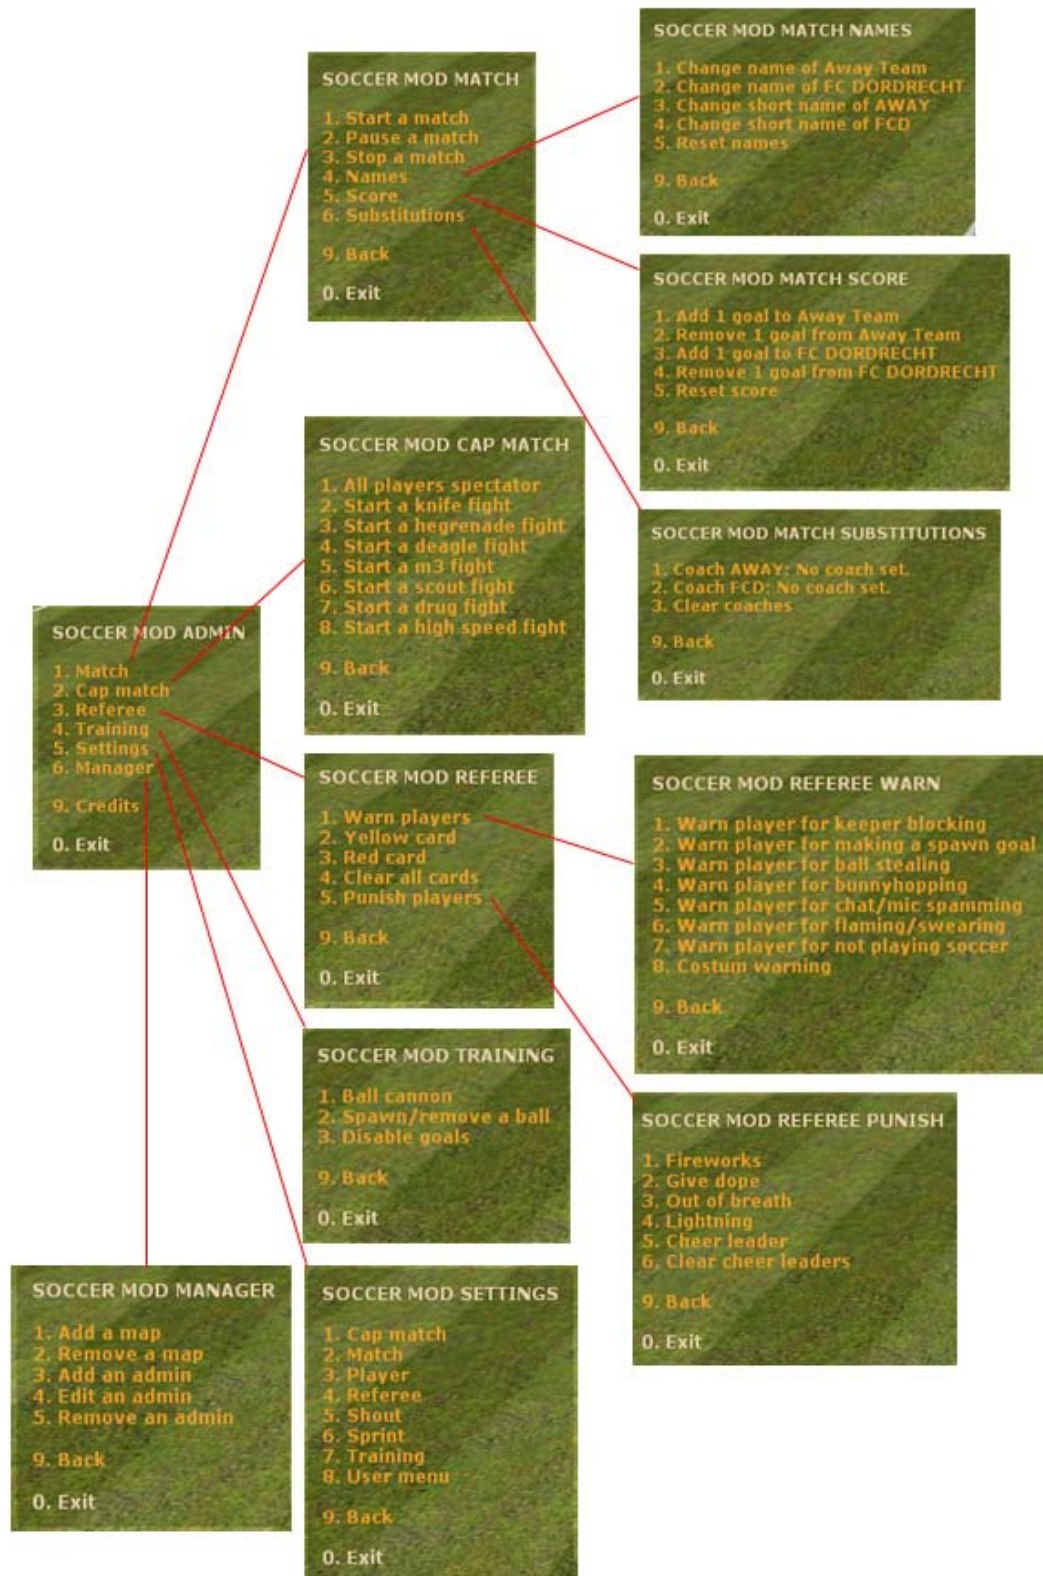 SOCCER MOD ADMIN
1. Match
2. Cap match
3. Referee
4. Training
5. Settings
6. Manager
9. Credits
0. Exit
SOCCER MOD MATCH
1. Start a match
2. Pause a match
3. Stop a match
4. Names
5. Score
6. Substitutions
9. Back
0. Exit
SOCCER MOD MATCH NAMES
1. Change name of Away Team
2. Change name of FC DORDRECHT
3. Change short name of AWAY
4. Change short name of FCD
5. Reset names
9. Back
0. Exit
SOCCER MOD MATCH SCORE
1. Add 1 goal to Away Team
2. Remove 1 goal from Away Team
3. Add 1 goal to FC DORDRECHT
4. Remove 1 goal from FC DORDRECHT
5. Reset score
9. Back
0. Exit
SOCCER MOD MATCH SUBSTITUTIONS
1. Coach AWAY: No coach set.
2. Coach FCD: No coach set.
3. Clear coaches
9. Back
0. Exit
SOCCER MOD CAP MATCH
1. All players spectator
2. Start a knife fight
3. Start a hegrenade fight
4. Start a deagle fight
5. Start a m3 fight
6. Start a scout fight
7. Start a drug fight
8. Start a high speed fight
9. Back
0. Exit
SOCCER MOD REFEREE
1. Warn players
2. Yellow card
3. Red card
4. Clear all cards
5. Punish players
9. Back
0. Exit
SOCCER MOD REFEREE WARN
1. Warn player for keeper blocking
2. Warn player for making a spawn goal
3. Warn player for ball stealing
4. Warn player for bunnyhopping
5. Warn player for chat/mic spamming
6. Warn player for flaming/swearing
7. Warn player for not playing soccer
8. Costum warning
9. Back
0. Exit
SOCCER MOD REFEREE PUNISH
1. Fireworks
2. Give dope
3. Out of breath
4. Lightning
5. Cheer leader
6. Clear cheer leaders
9. Back
0. Exit
SOCCER MOD TRAINING
1. Ball cannon
2. Spawn/remove a ball
3. Disable goals
9. Back
0. Exit
SOCCER MOD MANAGER
1. Add a map
2. Remove a map
3. Add an admin
4. Edit an admin
5. Remove an admin
9. Back
0. Exit
SOCCER MOD SETTINGS
1. Cap match
2. Match
3. Player
4. Referee
5. Shout
6. Sprint
7. Training
8. User menu
9. Back
0. Exit